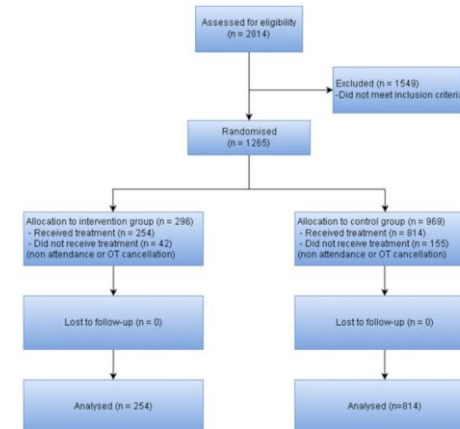 Assessed for eligibility
(n = 2814)
Excluded (n = 1549)
-Did not meet inclusion criteria
Randomised
(n = 1265)
Allocation to intervention group (n = 296)
- Received treatment (n = 254)
- Did not receive treatment (n = 42)
(non attendance or OT cancellation)
Allocation to control group (n = 969)
- Received treatment (n = 814)
- Did not receive treatment (n = 155)
(non attendance or OT cancellation)
Lost to follow-up (n = 0)
Lost to follow-up (n = 0)
Analysed (n = 254)
Analysed (n=814)